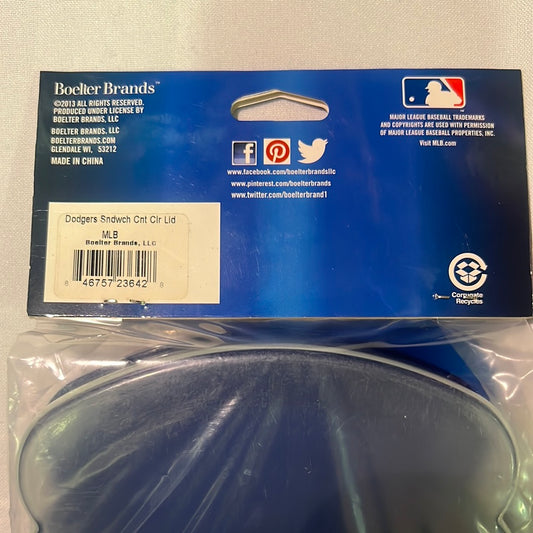 Boelter Brands™
©2013 ALL RIGHTS RESERVED.
PRODUCED UNDER LICENSE BY
BOELTER BRANDS, LLC
BOELTER BRANDS, LLC
BOELTERBRANDS.COM
GLENDALE WI, 53212
MADE IN CHINA
www.facebook.com/boelterbrandsllc
www.pinterest.com/boelterbrands
www.twitter.com/boelterbrand1
MAJOR LEAGUE BASEBALL TRADEMARKS
AND COPYRIGHTS ARE USED WITH PERMISSION
OF MAJOR LEAGUE BASEBALL PROPERTIES, INC.
Visit MLB.com
Dodgers Sndwch Cnt Clr Lid
MLB
Boelter Brands, LLC
8 46757 23642 8
Corrugated
Recycles